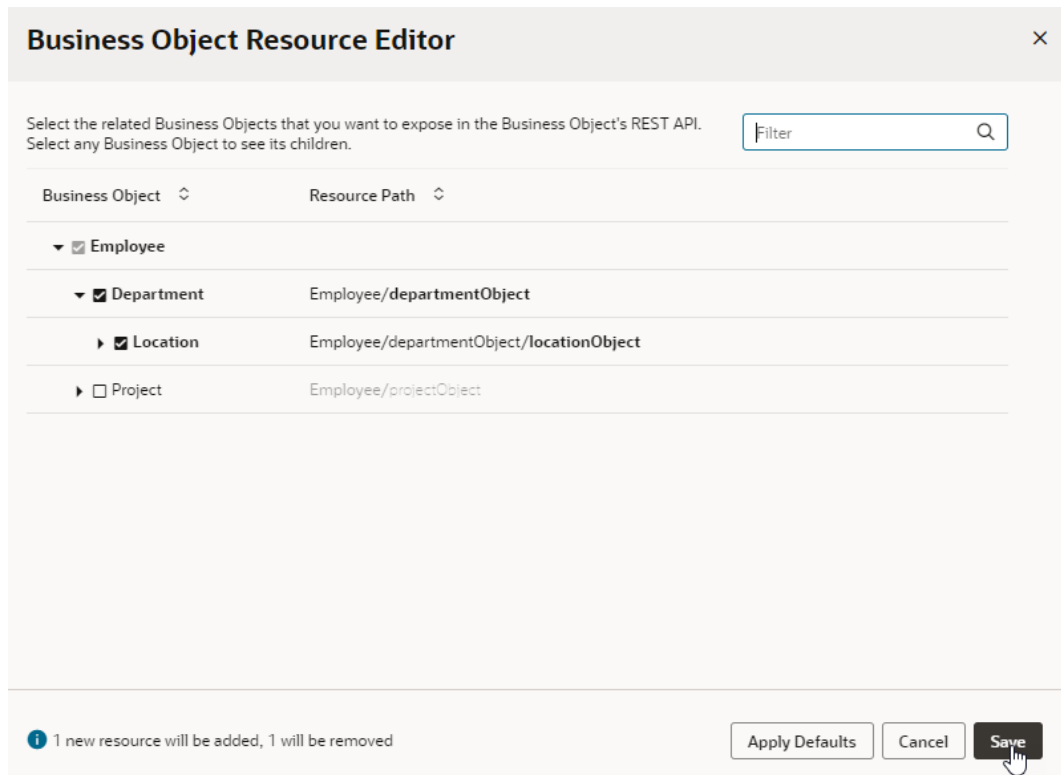 Business Object Resource Editor
Select the related Business Objects that you want to expose in the Business Object's REST API.
Select any Business Object to see its children.
Filter
Business Object Resource Path
Employee
Department Employee/departmentObject
Location Employee/departmentObject/locationObject
Project Employee/projectObject
1 new resource will be added, 1 will be removed
Apply Defaults Cancel Save